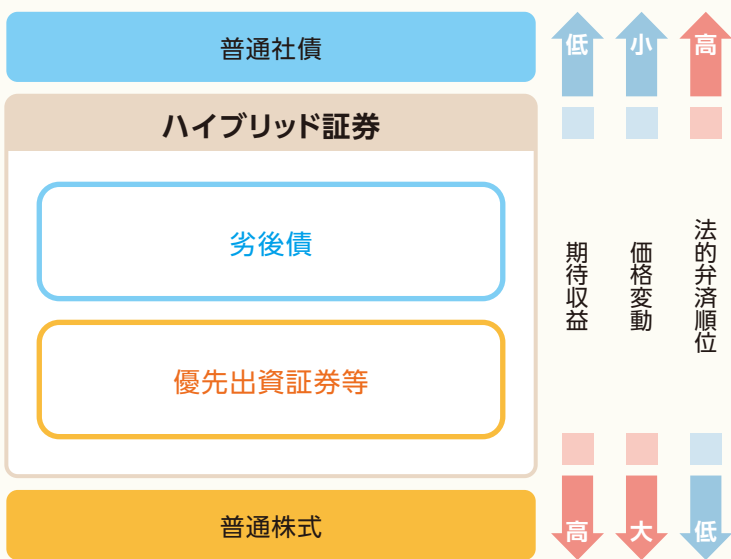 普通社債
ハイブリッド証券
劣後債
優先出資証券等
普通株式
低
小
高
期待収益
価格変動
法的弁済順位
高
大
低